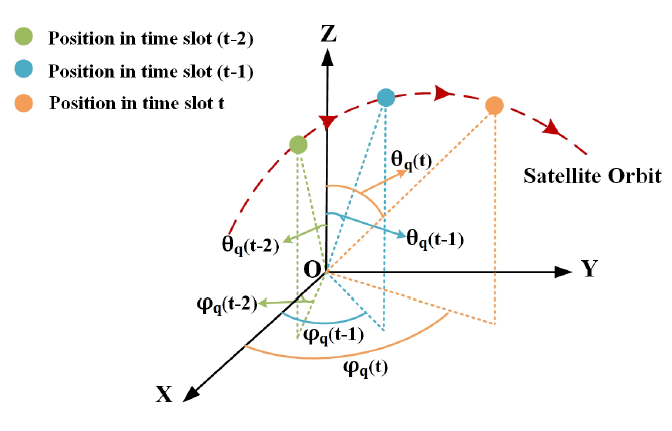 Position in time slot (t-2)
Position in time slot (t-1)
Position in time slot t
Z
θq(t)
Satellite Orbit
θq(t-2)
θq(t-1)
O
Y
φq(t-2)
φq(t-1)
φq(t)
X